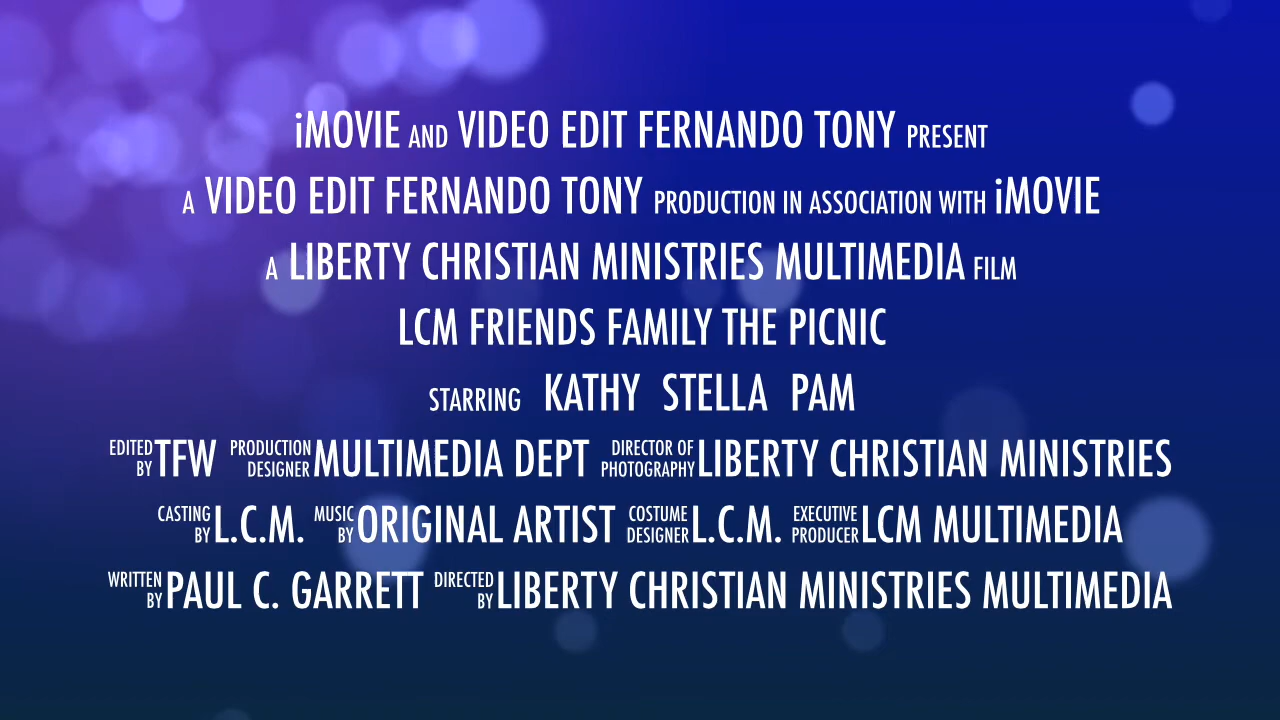 iMOVIE AND VIDEO EDIT FERNANDO TONY PRESENT
A VIDEO EDIT FERNANDO TONY PRODUCTION IN ASSOCIATION WITH iMOVIE
A LIBERTY CHRISTIAN MINISTRIES MULTIMEDIA FILM
LCM FRIENDS FAMILY THE PICNIC
STARRING KATHY STELLA PAM
EDITED BY TFW PRODUCTION DESIGNER MULTIMEDIA DEPT DIRECTOR OF PHOTOGRAPHY LIBERTY CHRISTIAN MINISTRIES
CASTING BY L.C.M. MUSIC BY ORIGINAL ARTIST COSTUME DESIGNER L.C.M. EXECUTIVE PRODUCER LCM MULTIMEDIA
WRITTEN BY PAUL C. GARRETT DIRECTED BY LIBERTY CHRISTIAN MINISTRIES MULTIMEDIA